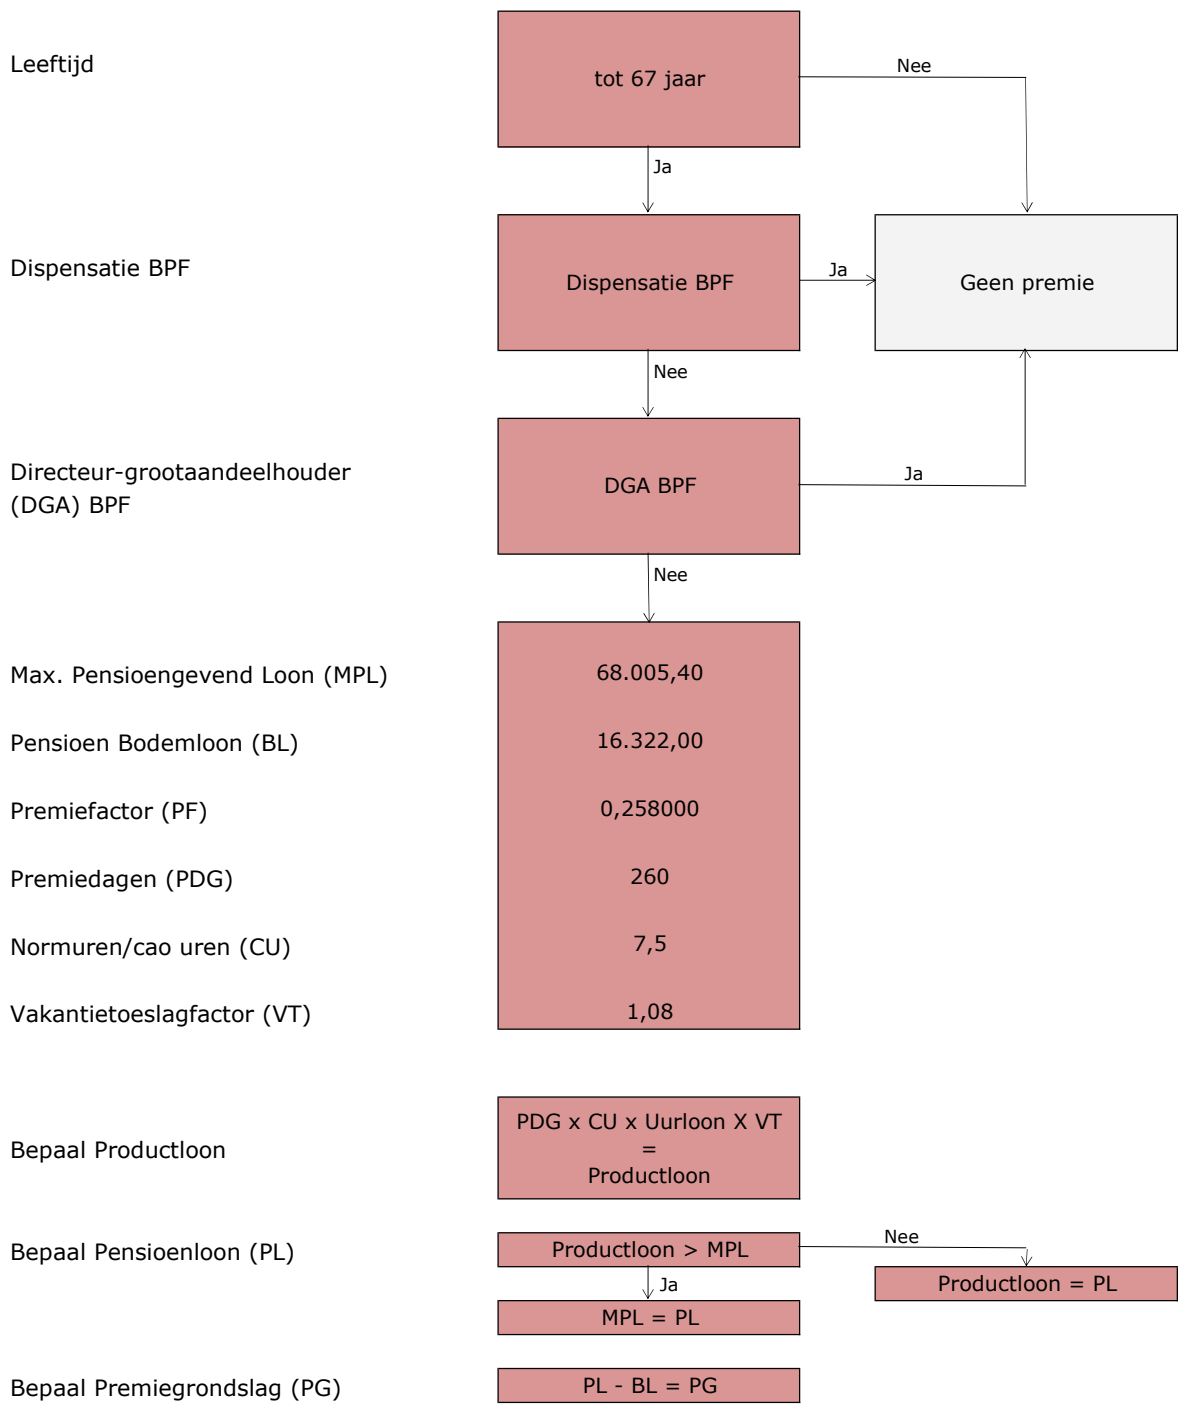 Leeftijd
tot 67 jaar
Nee
Ja
Dispensatie BPF
Dispensatie BPF
Ja
Geen premie
Nee
Directeur-grootaandeelhouder
(DGA) BPF
DGA BPF
Ja
Nee
Max. Pensioengevend Loon (MPL)
68.005,40
Pensioen Bodemloon (BL)
16.322,00
Premiefactor (PF)
0,258000
Premiedagen (PDG)
260
Normuren/cao uren (CU)
7,5
Vakantietoeslagfactor (VT)
1,08
Bepaal Productloon
PDG x CU x Uurloon X VT
=
Productloon
Bepaal Pensioenloon (PL)
Productloon > MPL
Nee
Productloon = PL
Ja
MPL = PL
Bepaal Premiegrondslag (PG)
PL - BL = PG